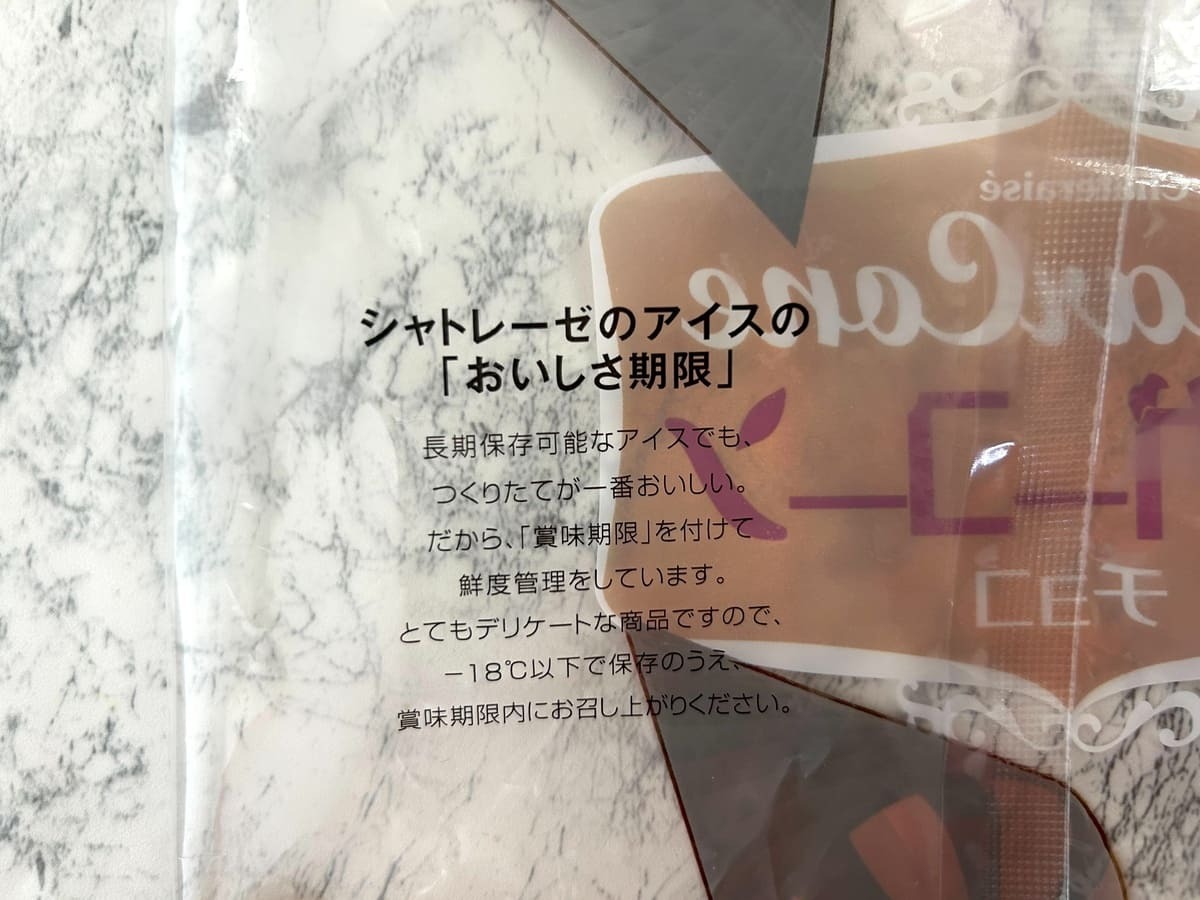 シャトレーゼのアイスの
「おいしさ期限」
長期保存可能なアイスでも、
つくりたてが一番おいしい。
だから、「賞味期限」を付けて
鮮度管理をしています。
とてもデリケートな商品ですので、
－18℃以下で保存のうえ、
賞味期限内にお召し上がりください。
チョコ